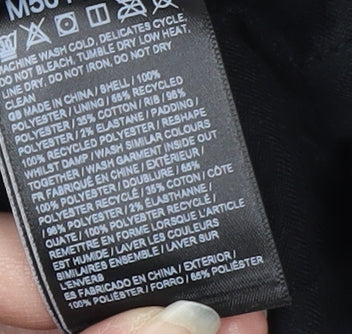 M50
MACHINE WASH COLD, DELICATES CYCLE,
DO NOT BLEACH, TUMBLE DRY LOW HEAT,
LINE DRY, DO NOT IRON, DO NOT DRY
CLEAN
GB MADE IN CHINA / SHELL / 100%
POLYESTER / LINING / 65% RECYCLED
POLYESTER / 35% COTTON / RIB / 98%
POLYESTER / 2% ELASTANE / PADDING /
100% RECYCLED POLYESTER / RESHAPE
WHILST DAMP / WASH SIMILAR COLOURS
TOGETHER / WASH GARMENT INSIDE OUT
FR FABRIQUÉ EN CHINE / EXTÉRIEUR /
100% POLYESTER / DOUBLURE / 65%
POLYESTER RECYCLÉ / 35% COTON / CÔTE
/ 98% POLYESTER / 2% ÉLASTHANNE /
OUATE / 100% POLYESTER RECYCLÉ /
REMETTRE EN FORME LORSQUE L'ARTICLE
EST HUMIDE / LAVER LES COULEURS
SIMILAIRES ENSEMBLE / LAVER SUR
L'ENVERS
ES FABRICADO EN CHINA / EXTERIOR /
100% POLIÉSTER / FORRO / 65% POLIÉSTER